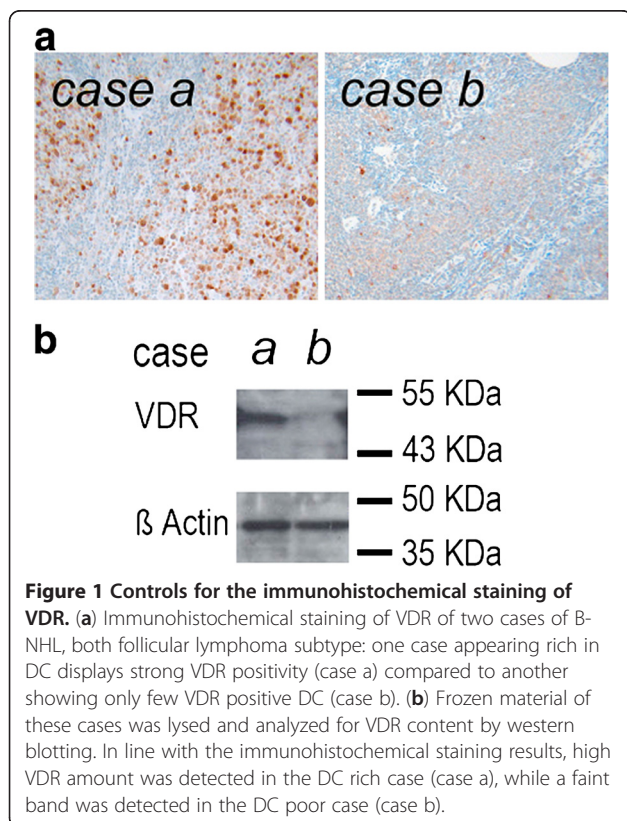 a
case a
case b
b
case a b
VDR
55 KDa
43 KDa
ß Actin
50 KDa
35 KDa
Figure 1 Controls for the immunohistochemical staining of
VDR. (a) Immunohistochemical staining of VDR of two cases of B-
NHL, both follicular lymphoma subtype: one case appearing rich in
DC displays strong VDR positivity (case a) compared to another
showing only few VDR positive DC (case b). (b) Frozen material of
these cases was lysed and analyzed for VDR content by western
blotting. In line with the immunohistochemical staining results, high
VDR amount was detected in the DC rich case (case a), while a faint
band was detected in the DC poor case (case b).